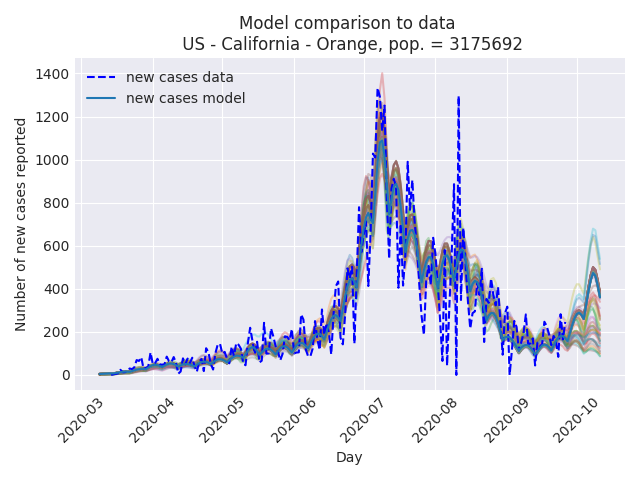 Model comparison to data
US - California - Orange, pop. = 3175692
new cases data
new cases model
Number of new cases reported
1400
1200
1000
800
600
400
200
0
2020-03
2020-04
2020-05
2020-06
2020-07
2020-08
2020-09
2020-10
Day